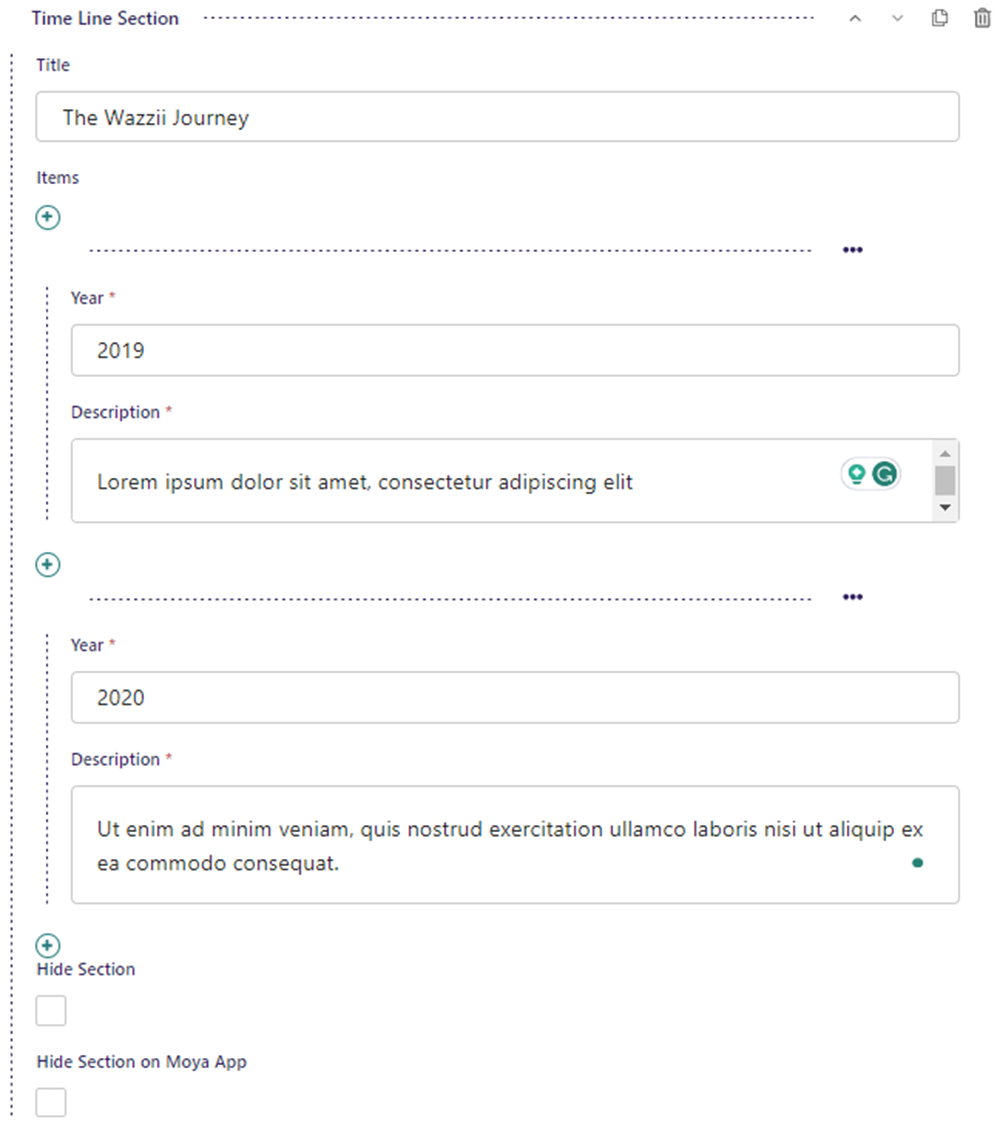 Time Line Section
Title
The Wazzii Journey
Items
Year *
2019
Description *
Lorem ipsum dolor sit amet, consectetur adipiscing elit
Year *
2020
Description *
Ut enim ad minim veniam, quis nostrud exercitation ullamco laboris nisi ut aliquip ex
ea commodo consequat.
Hide Section
Hide Section on Moya App